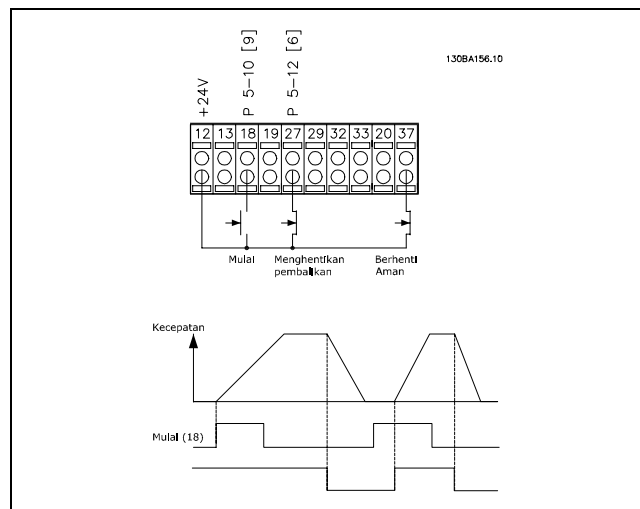 +24V
P 5-10 [9]
P 5-12 [6]
130BA156.10
12 13 18 19 27 29 32 33 20 37
Mulai
Menghentikan
pembalikan
Berhenti
Aman
Kecepatan
Mulai (18)